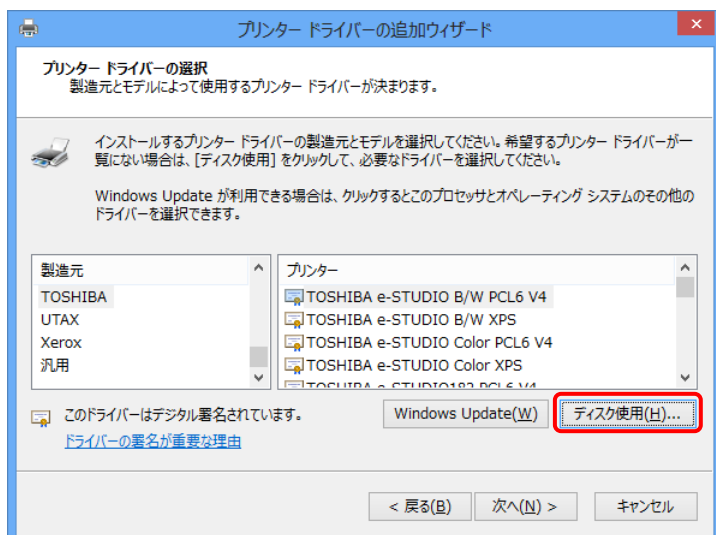 プリンター ドライバーの追加ウィザード
プリンター ドライバーの選択
製造元とモデルによって使用するプリンター ドライバーが決まります。
インストールするプリンター ドライバーの製造元とモデルを選択してください。希望するプリンター ドライバーが一
覧にない場合は、[ディスク使用] をクリックして、必要なドライバーを選択してください。
Windows Update が利用できる場合は、クリックするとこのプロセッサとオペレーティング システムのその他の
ドライバーを選択できます。
製造元
TOSHIBA
UTAX
Xerox
汎用
プリンター
TOSHIBA e-STUDIO B/W PCL6 V4
TOSHIBA e-STUDIO B/W XPS
TOSHIBA e-STUDIO Color PCL6 V4
TOSHIBA e-STUDIO Color XPS
TOSHIBA e-STUDIO182 PCL6 V4
このドライバーはデジタル署名されています。
Windows Update(W)
ディスク使用(H)...
ドライバーの署名が重要な理由
< 戻る(B)
次へ(N) >
キャンセル